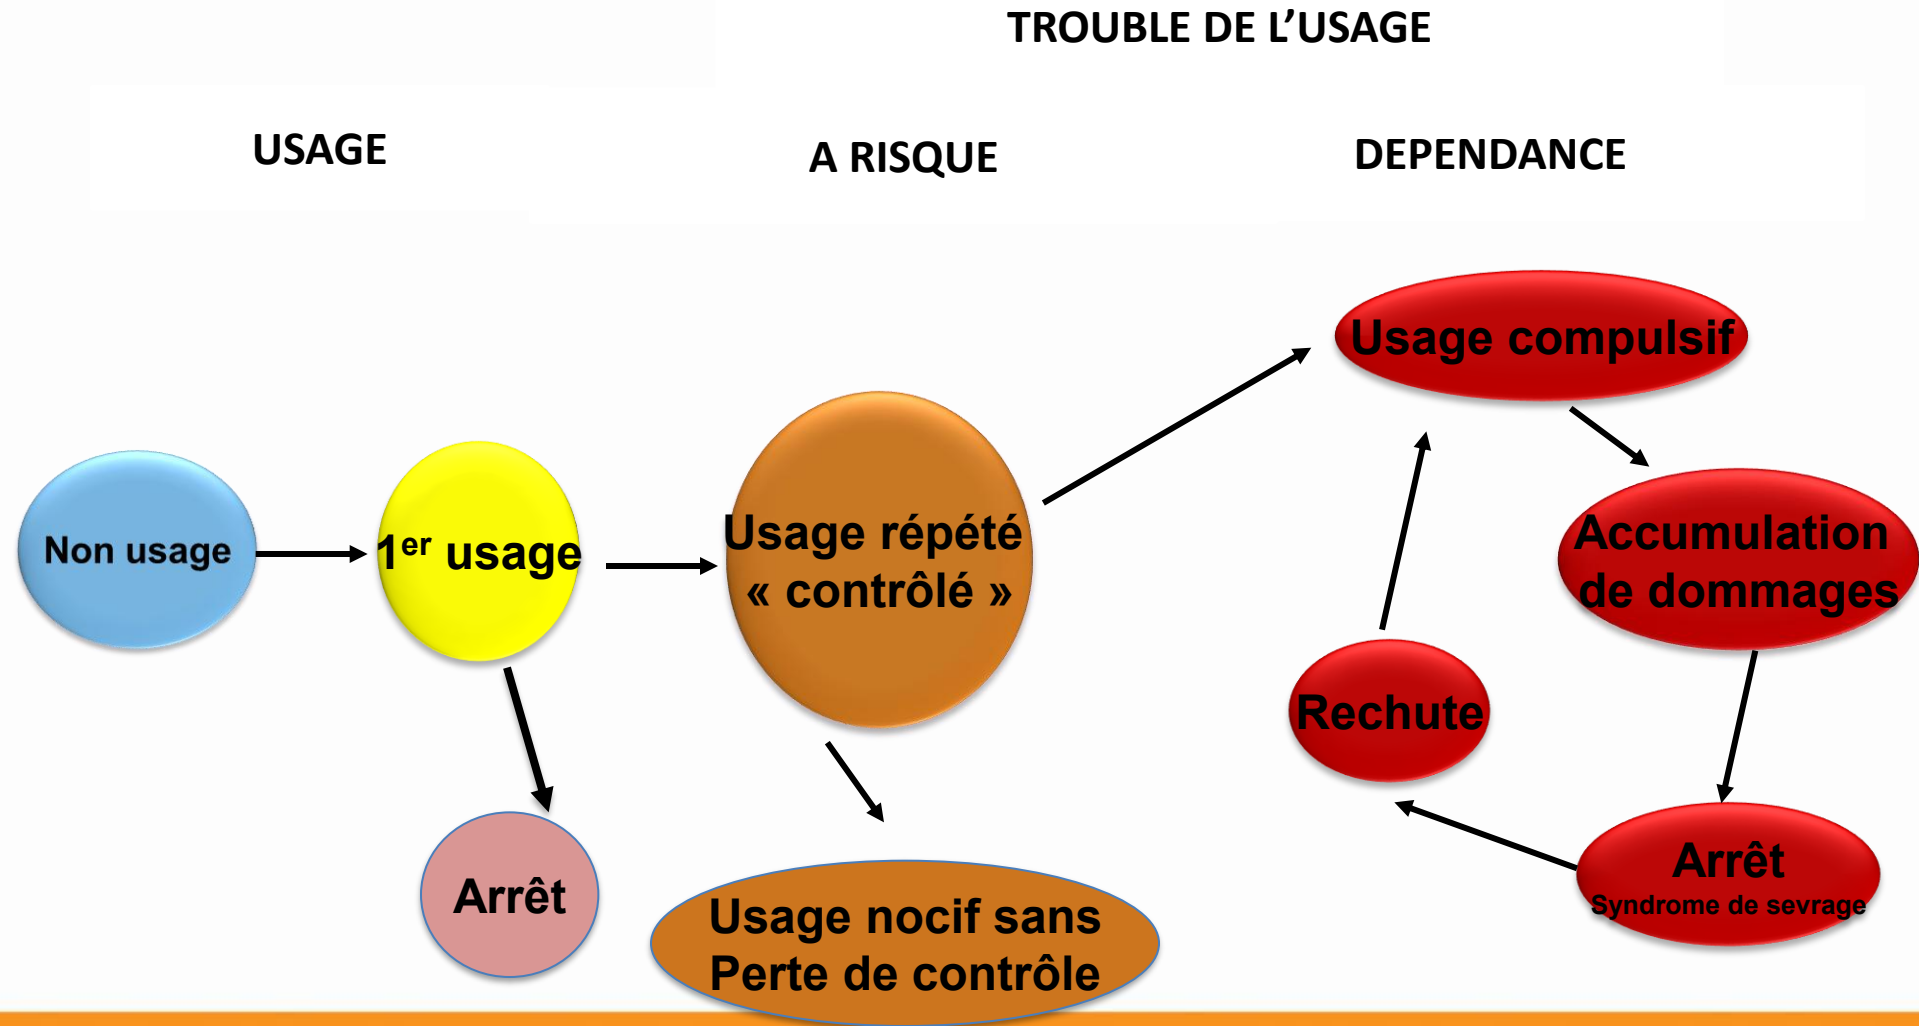 TROUBLE DE L’USAGE
USAGE
A RISQUE
DEPENDANCE
Non usage
1er usage
Arrêt
Usage répété
« contrôlé »
Usage nocif sans
Perte de contrôle
Usage compulsif
Accumulation
de dommages
Arrêt
Syndrome de sevrage
Rechute